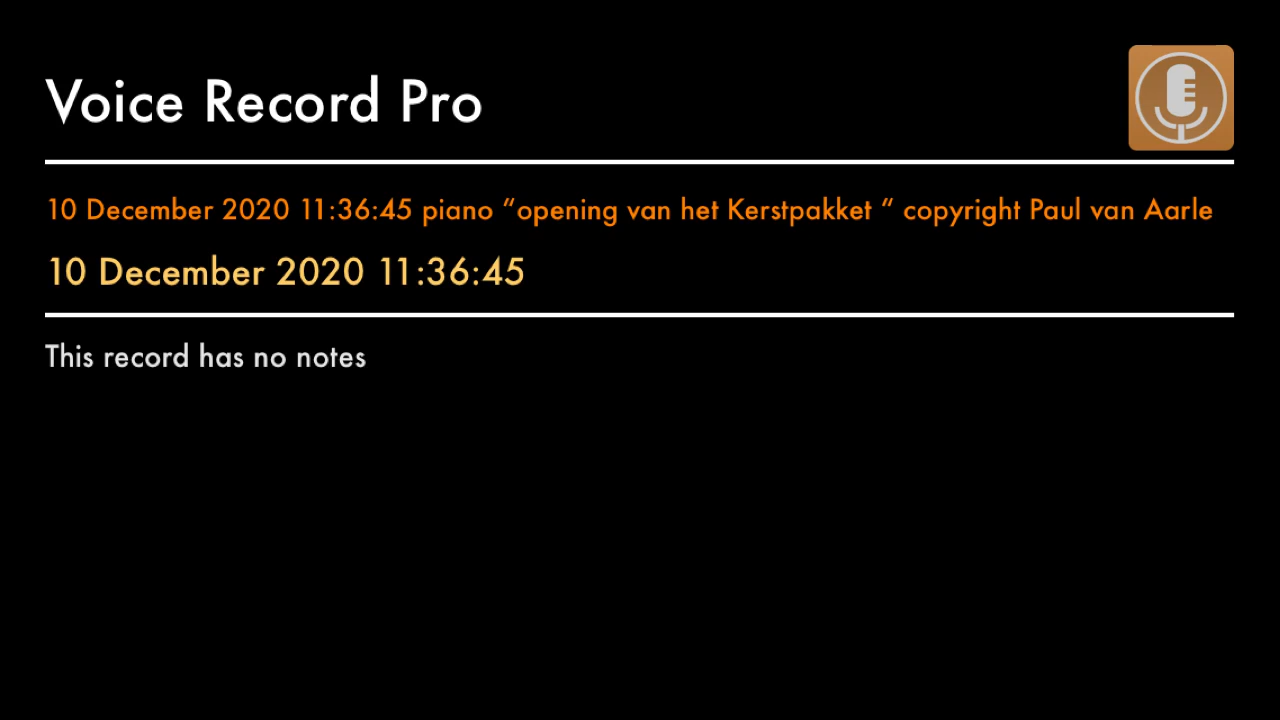 Voice Record Pro
10 December 2020 11:36:45 piano “opening van het Kerstpakket “ copyright Paul van Aarle
10 December 2020 11:36:45
This record has no notes